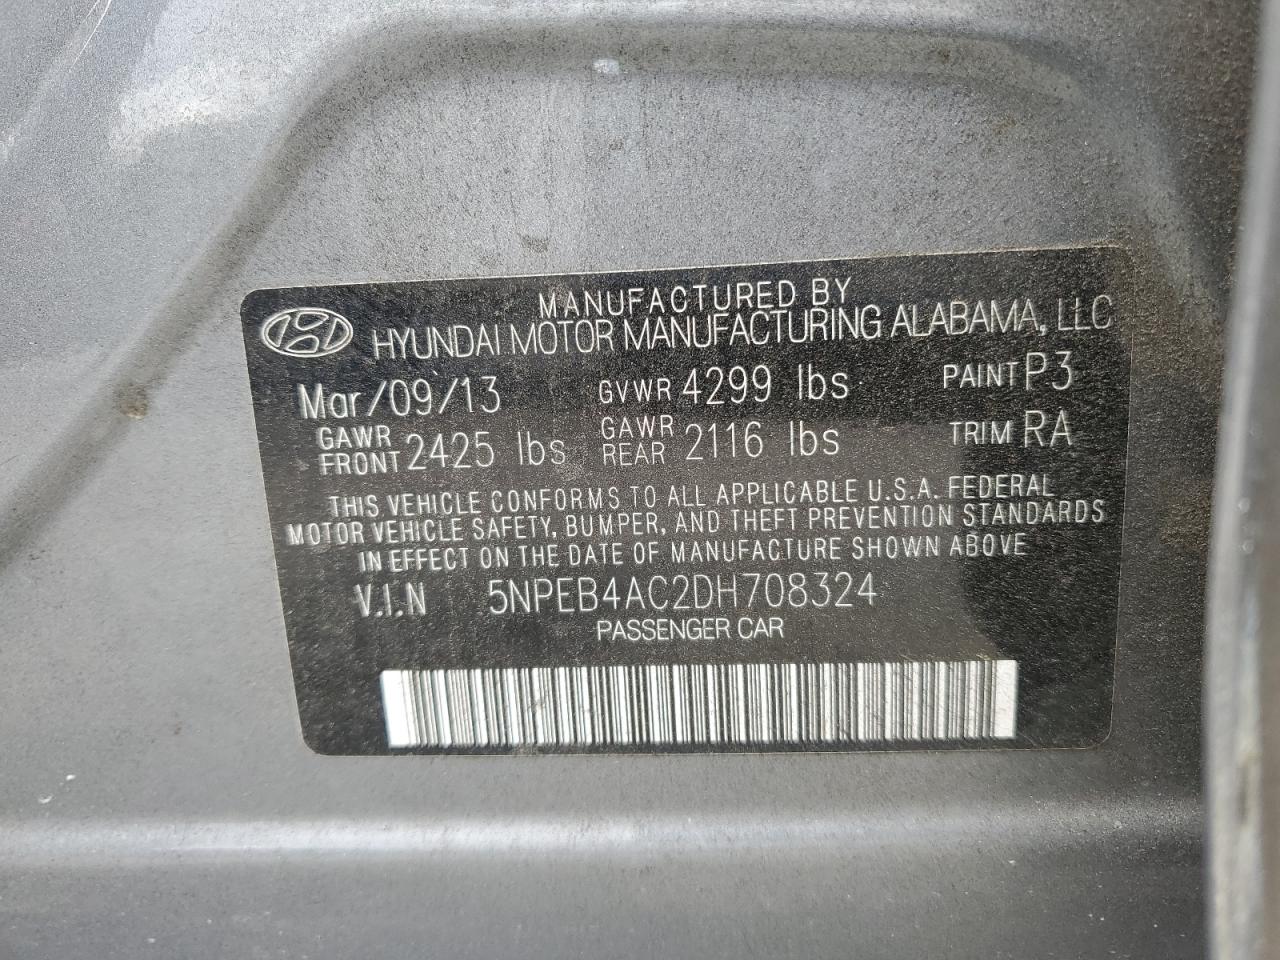 MANUFACTURED BY
HYUNDAI MOTOR MANUFACTURING ALABAMA, LLC
Mar/09/13 GVWR 4299 lbs PAINT P3
GAWR FRONT 2425 lbs GAWR REAR 2116 lbs TRIM RA
THIS VEHICLE CONFORMS TO ALL APPLICABLE U.S.A. FEDERAL
MOTOR VEHICLE SAFETY, BUMPER, AND THEFT PREVENTION STANDARDS
IN EFFECT ON THE DATE OF MANUFACTURE SHOWN ABOVE
V.I.N 5NPEB4AC2DH708324
PASSENGER CAR